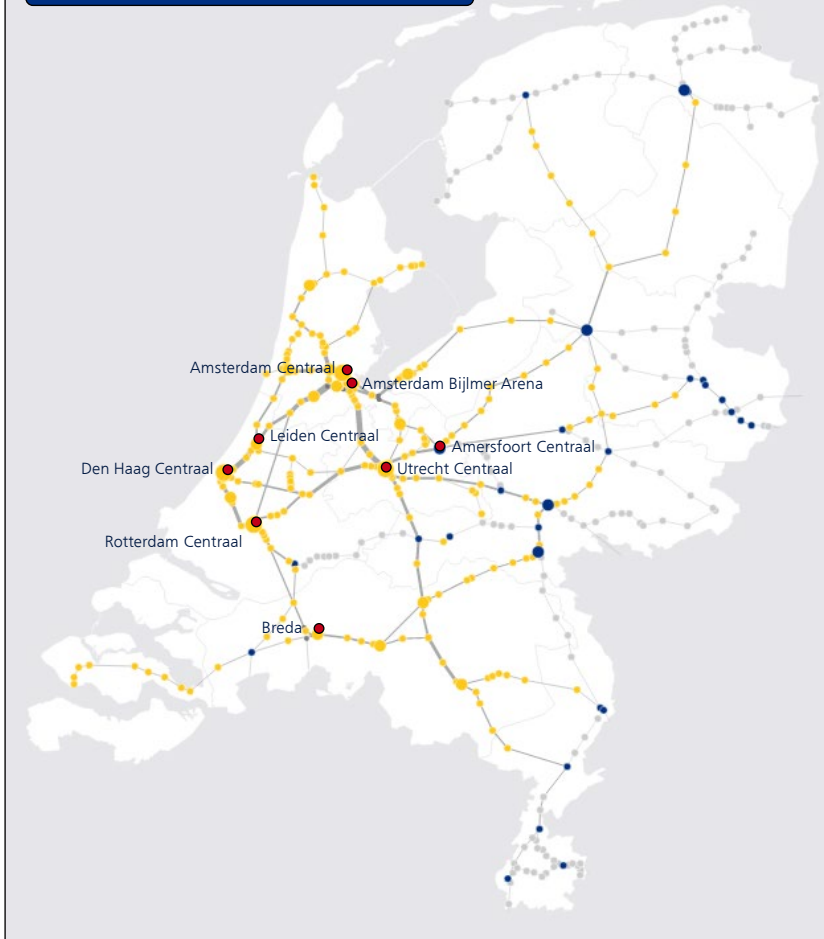 Amsterdam Centraal
Amsterdam Bijlmer Arena
Leiden Centraal
Amersfoort Centraal
Den Haag Centraal
Utrecht Centraal
Rotterdam Centraal
Breda